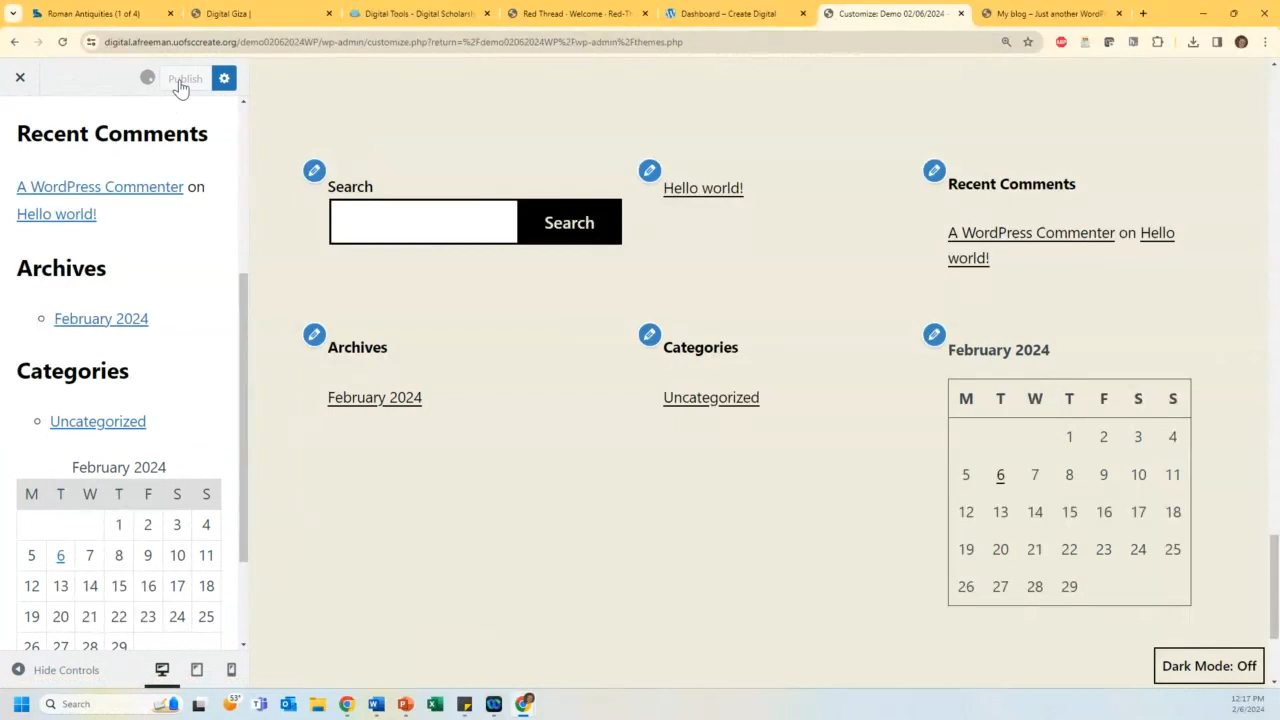 Roman Antiquities (1 of 4)
Digital Giza |
Digital Tools - Digital Scholarsh
Red Thread · Welcome · Red-Th
Dashboard — Create Digital
Customize: Demo 02/06/2024 -
My blog – Just another WordP
digital.afreeman.uofsccreate.org/demo02062024WP/wp-admin/customize.php?return=%2Fdemo02062024WP%2Fwp-admin%2Fthemes.php
Publish
Recent Comments
A WordPress Commenter on
Hello world!
Archives
February 2024
Categories
Uncategorized
February 2024
M T W T F S S
1 2 3 4
5 6 7 8 9 10 11
12 13 14 15 16 17 18
19 20 21 22 23 24 25
26 27 28 29
Hide Controls
Search
Search
Hello world!
Recent Comments
A WordPress Commenter on Hello
world!
Archives
February 2024
Categories
Uncategorized
February 2024
M T W T F S S
1 2 3 4
5 6 7 8 9 10 11
12 13 14 15 16 17 18
19 20 21 22 23 24 25
26 27 28 29
Dark Mode: Off
Search
53°
12:17 PM
2/6/2024